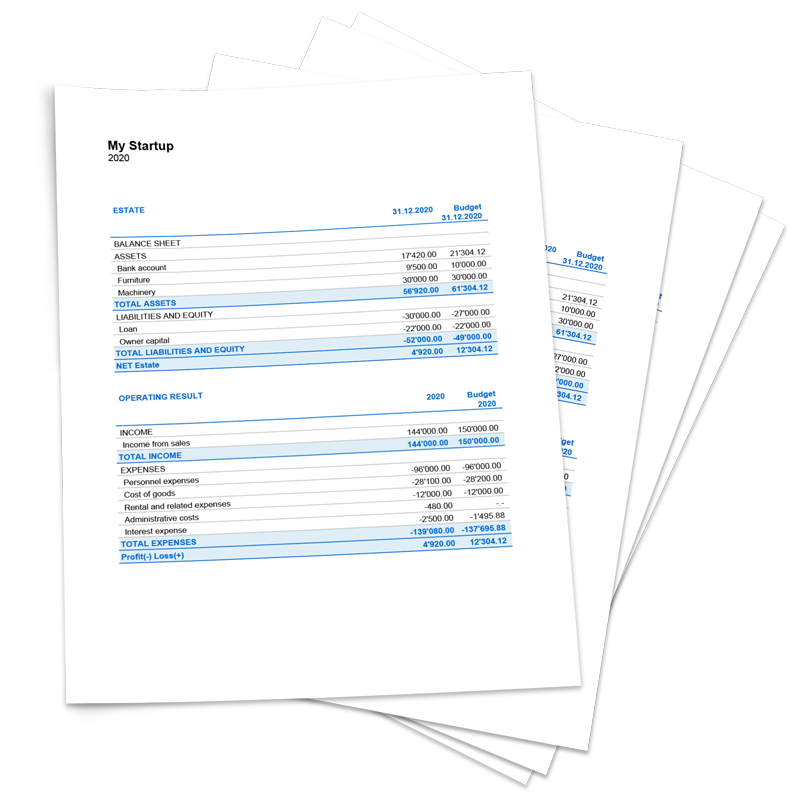 My Startup
2020
ESTATE 31.12.2020 Budget
31.12.2020
BALANCE SHEET
ASSETS
Bank account 17'420.00 21'304.12
Furniture 9'500.00 10'000.00
Machinery 30'000.00 30'000.00
TOTAL ASSETS 56'920.00 61'304.12
LIABILITIES AND EQUITY
Loan -30'000.00 -27'000.00
Owner capital -22'000.00 -22'000.00
TOTAL LIABILITIES AND EQUITY -52'000.00 -49'000.00
NET Estate 4'920.00 12'304.12
OPERATING RESULT 2020 Budget
2020
INCOME
Income from sales 144'000.00 150'000.00
TOTAL INCOME 144'000.00 150'000.00
EXPENSES
Personnel expenses -96'000.00 -96'000.00
Cost of goods -28'100.00 -28'200.00
Rental and related expenses -12'000.00 -12'000.00
Administrative costs -480.00 -.-
Interest expense -2'500.00 -1'495.88
TOTAL EXPENSES -139'080.00 -137'695.88
Profit(-) Loss(+) 4'920.00 12'304.12
020 Budget
31.12.2020
21'304.12
10'000.00
30'000.00
61'304.12
27'000.00
2'000.00
'000.00
304.12
get